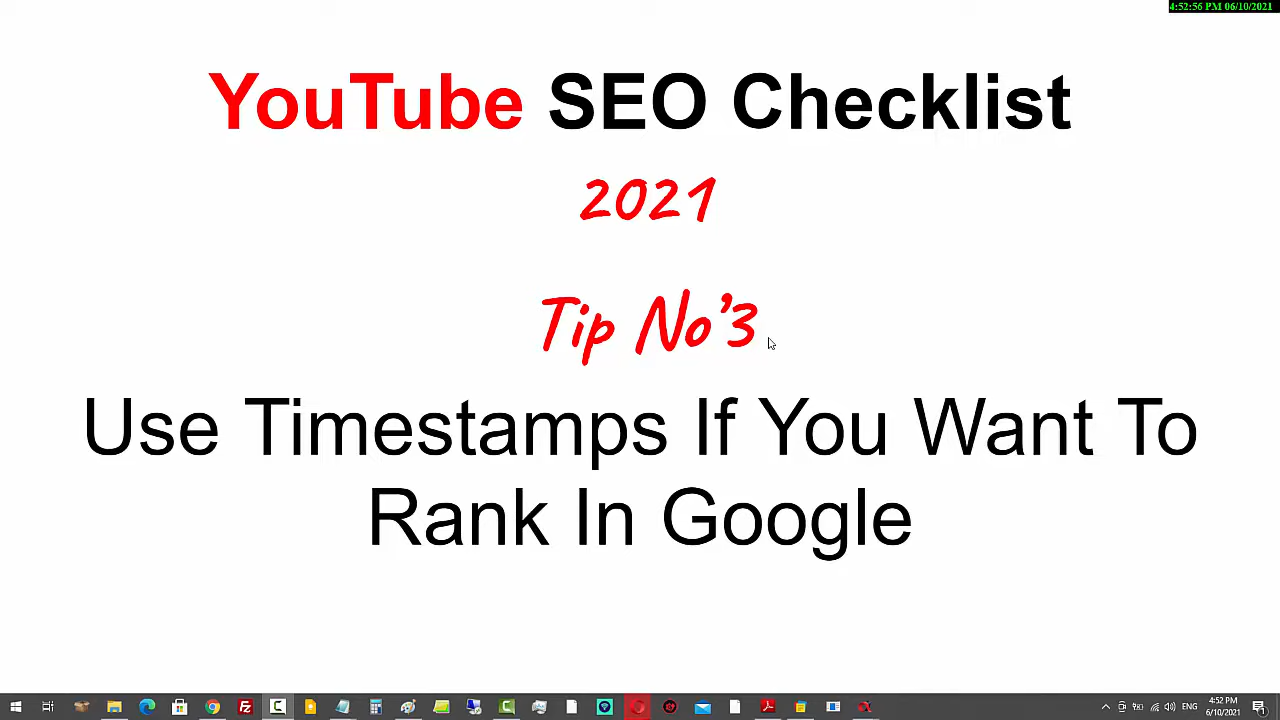 4:52:56 PM 06/10/2021
YouTube SEO Checklist
2021
Tip No'3
Use Timestamps If You Want To
Rank In Google
ENG
4:52 PM
6/10/2021